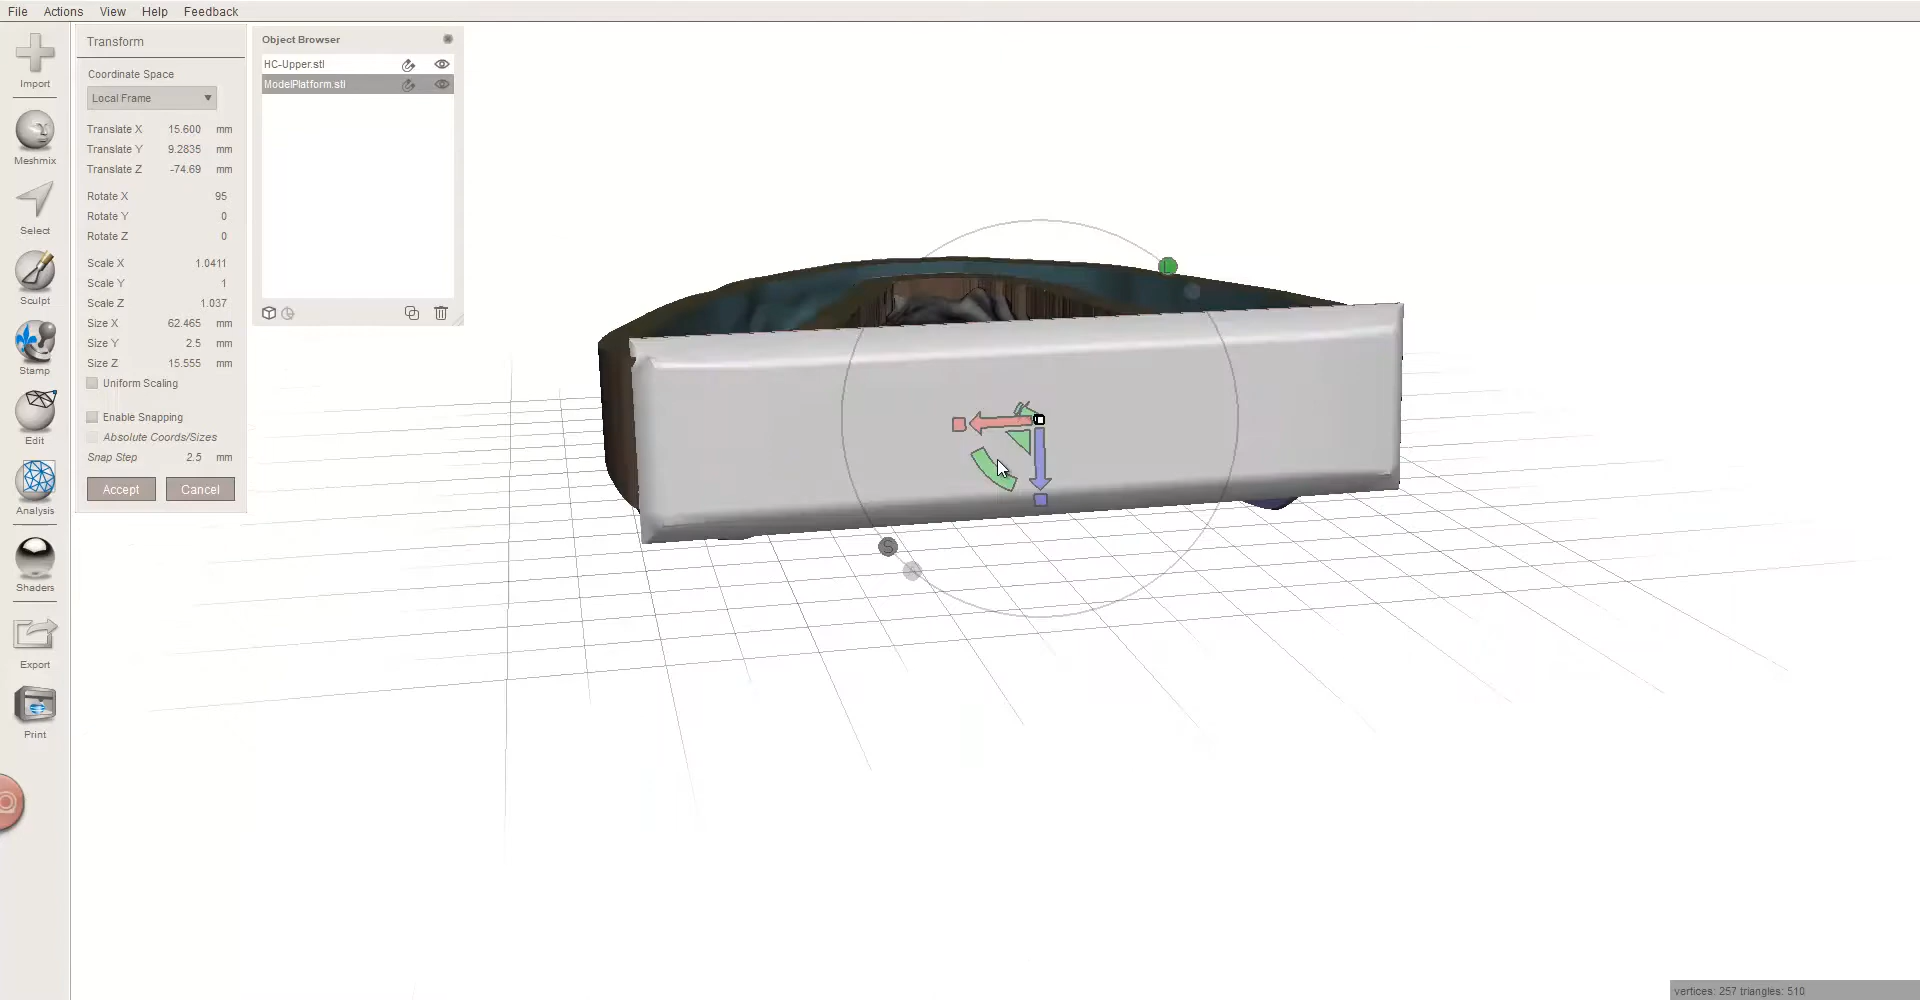 File Actions View Help Feedback
Import
Meshmix
Select
Sculpt
Stamp
Edit
Analysis
Shaders
Export
Print
Transform
Coordinate Space
Local Frame
Translate X 15.600 mm
Translate Y 9.2835 mm
Translate Z -74.69 mm
Rotate X 95
Rotate Y 0
Rotate Z 0
Scale X 1.0411
Scale Y 1
Scale Z 1.037
Size X 62.465 mm
Size Y 2.5 mm
Size Z 15.555 mm
Uniform Scaling
Enable Snapping
Absolute Coords/Sizes
Snap Step 2.5 mm
Accept Cancel
Object Browser
HC-Upper.stl
ModelPlatform.stl
S
vertices: 257 triangles: 510